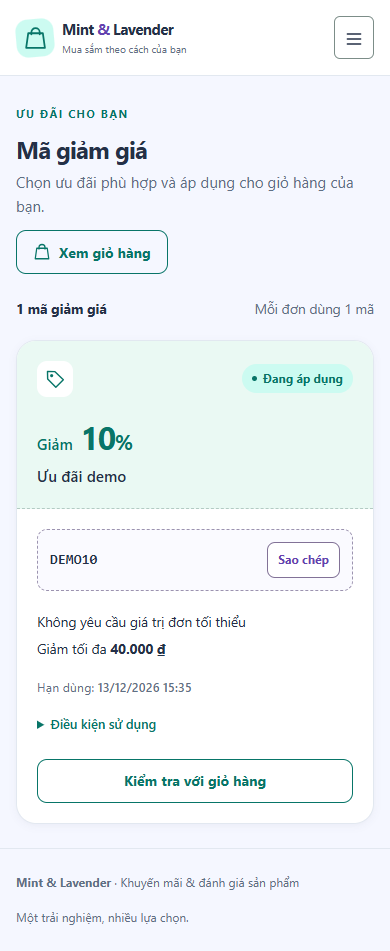 Mint & Lavender
Mua sắm theo cách của bạn
ƯU ĐÃI CHO BẠN
Mã giảm giá
Chọn ưu đãi phù hợp và áp dụng cho giỏ hàng của
bạn.
Xem giỏ hàng
1 mã giảm giá
Mỗi đơn dùng 1 mã
Đang áp dụng
Giảm 10%
Ưu đãi demo
DEMO10
Sao chép
Không yêu cầu giá trị đơn tối thiểu
Giảm tối đa 40.000 ₫
Hạn dùng: 13/12/2026 15:35
Điều kiện sử dụng
Kiểm tra với giỏ hàng
Mint & Lavender · Khuyến mãi & đánh giá sản phẩm
Một trải nghiệm, nhiều lựa chọn.